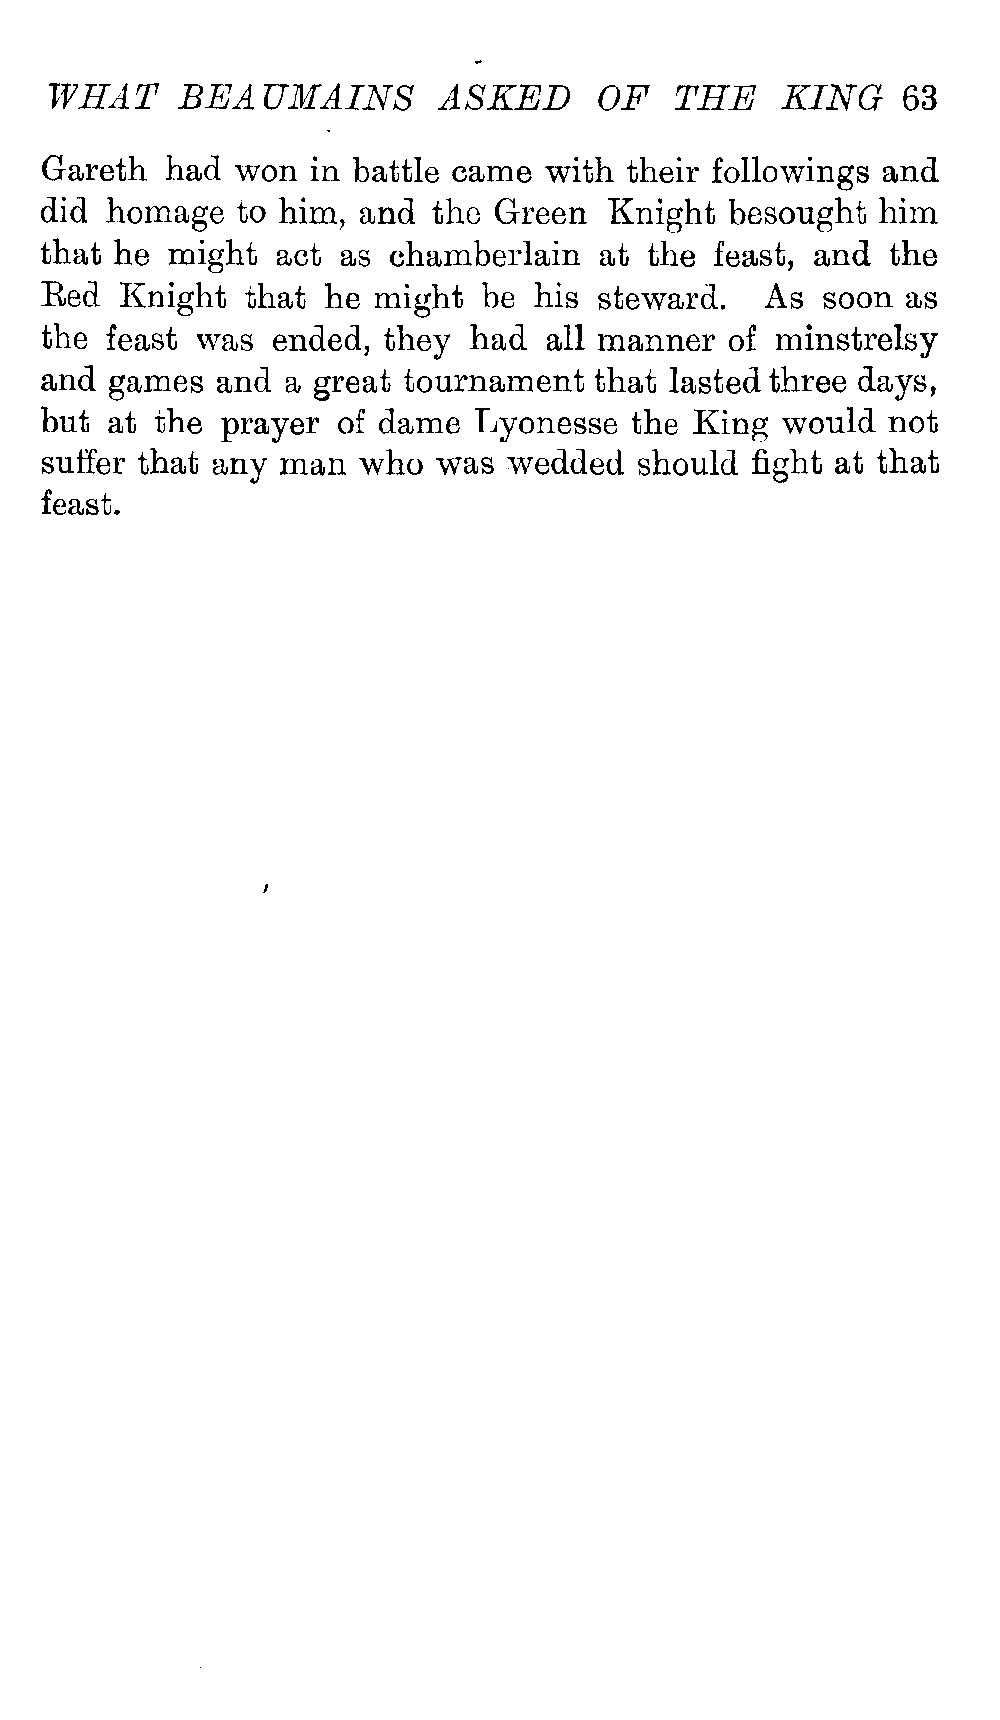 WHAT BEAUMAINS ASKED OF THE KING 63
Gareth had won in battle came with their followings and
did homage to him, and the Green Knight besought him
that he might act as chamberlain at the feast, and the
Red Knight that he might be his steward. As soon as
the feast was ended, they had all manner of minstrelsy
and games and a great tournament that lasted three days,
but at the prayer of dame Lyonesse the King would not
suffer that any man who was wedded should fight at that
feast.